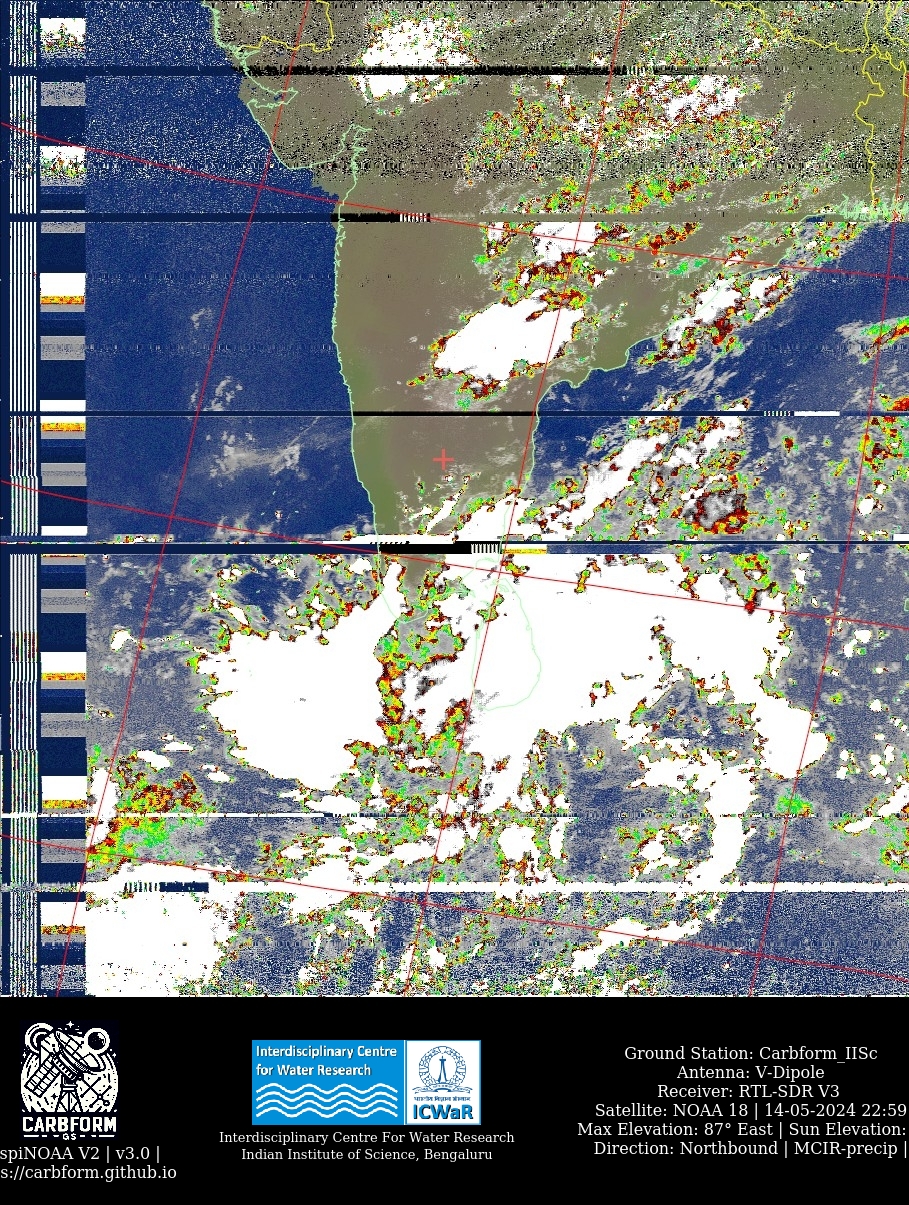 CARBFORM
GS
spiNOAA V2 | v3.0 |
s://carbform.github.io
Interdisciplinary Centre
for Water Research
ICWaR
Interdisciplinary Centre For Water Research
Indian Institute of Science, Bengaluru
Ground Station: Carbform_IISc
Antenna: V-Dipole
Receiver: RTL-SDR V3
Satellite: NOAA 18 | 14-05-2024 22:59
Max Elevation: 87° East | Sun Elevation:
Direction: Northbound | MCIR-precip |